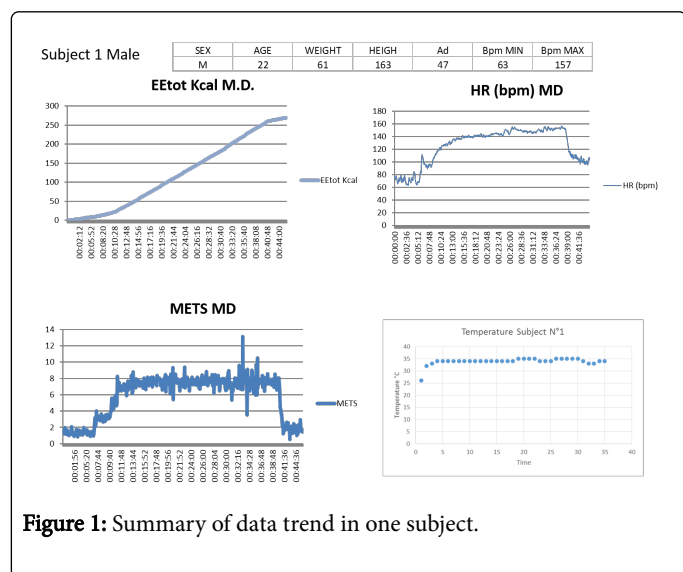 Subject 1 Male
SEX AGE WEIGHT HEIGH Ad Bpm MIN Bpm MAX
M 22 61 163 47 63 157
EEtot Kcal M.D.
300
250
200
150
100
50
0
00:02:12 00:05:52 00:08:20 00:10:28 00:12:48 00:14:56 00:17:16 00:19:36 00:21:44 00:24:04 00:26:16 00:28:32 00:30:40 00:33:20 00:35:40 00:38:08 00:40:48 00:44:00
EEtot Kcal
HR (bpm) MD
180
160
140
120
100
80
60
40
20
0
00:00:00 00:02:36 00:05:12 00:07:48 00:10:24 00:13:00 00:15:36 00:18:12 00:20:48 00:23:24 00:26:00 00:28:36 00:31:12 00:33:48 00:36:24 00:39:00 00:41:36
HR (bpm)
METS MD
14
12
10
8
6
4
2
0
00:01:56 00:05:20 00:07:44 00:09:40 00:11:48 00:13:44 00:15:52 00:17:48 00:19:56 00:21:52 00:24:00 00:26:00 00:28:04 00:30:00 00:32:16 00:34:28 00:36:48 00:38:48 00:41:36 00:44:36
METS
Temperature Subject N°1
Temperature °C
40
35
30
25
20
15
10
5
0
0 5 10 15 20 25 30 35 40
Time
Figure 1: Summary of data trend in one subject.